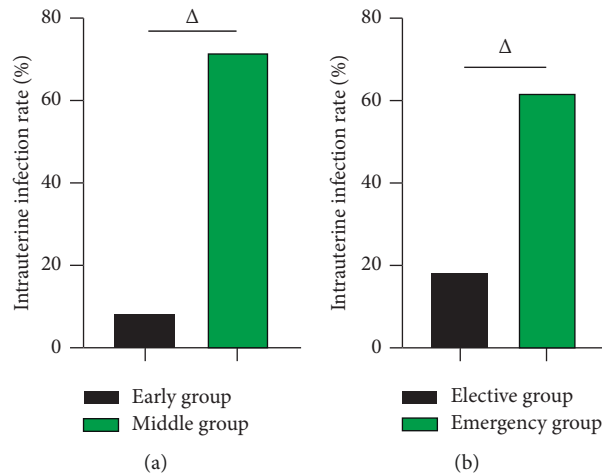 Intrauterine infection rate (%)
80
60
40
20
0
Δ
Early group
Middle group
(a)
Intrauterine infection rate (%)
80
60
40
20
0
Δ
Elective group
Emergency group
(b)